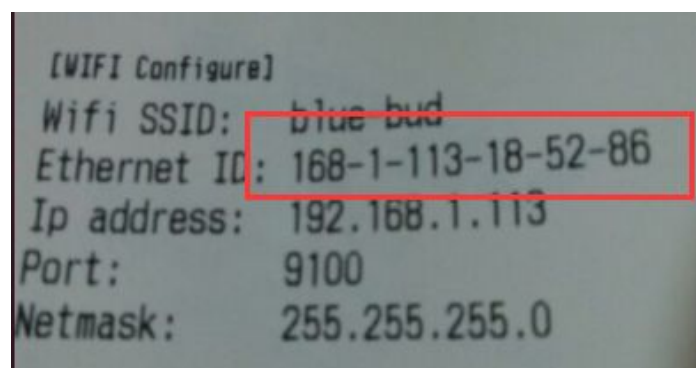 [WIFI Configure]
Wifi SSID: blue bud
Ethernet ID: 168-1-113-18-52-86
Ip address: 192.168.1.113
Port: 9100
Netmask: 255.255.255.0